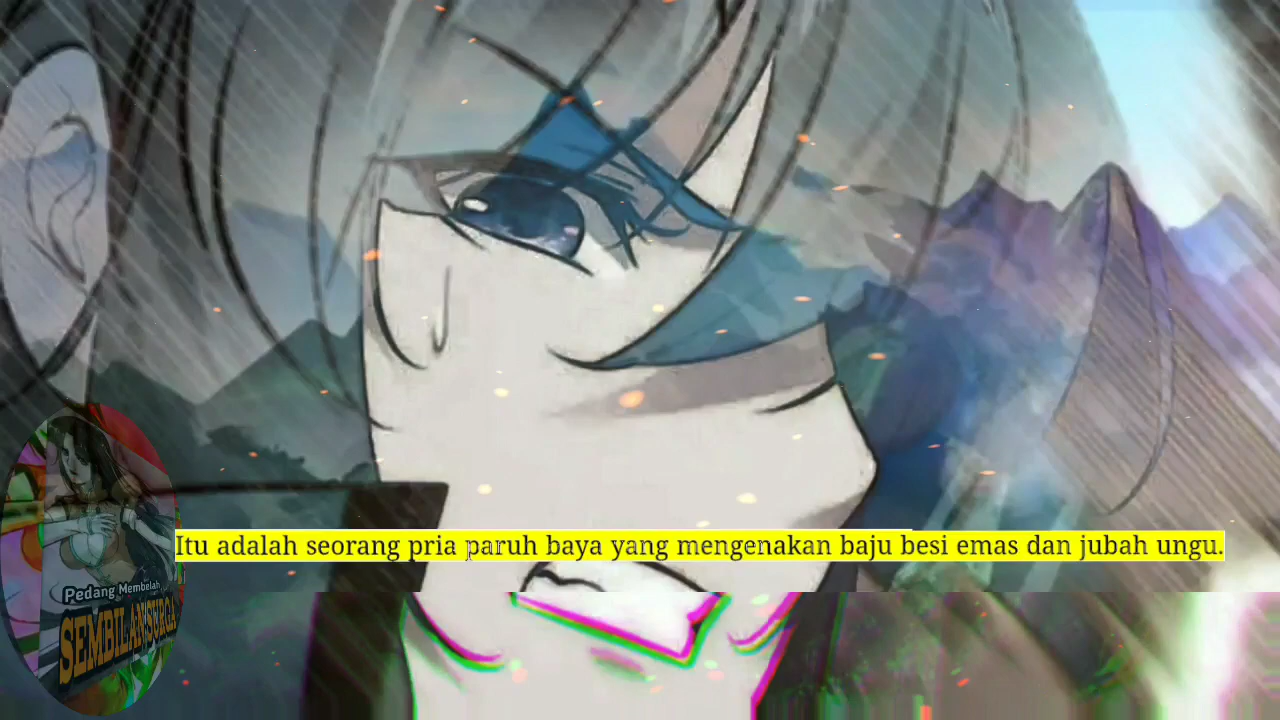 Itu adalah seorang pria paruh baya yang mengenakan baju besi emas dan jubah ungu.
Pedang Membelah
SEMBILAN SURGA